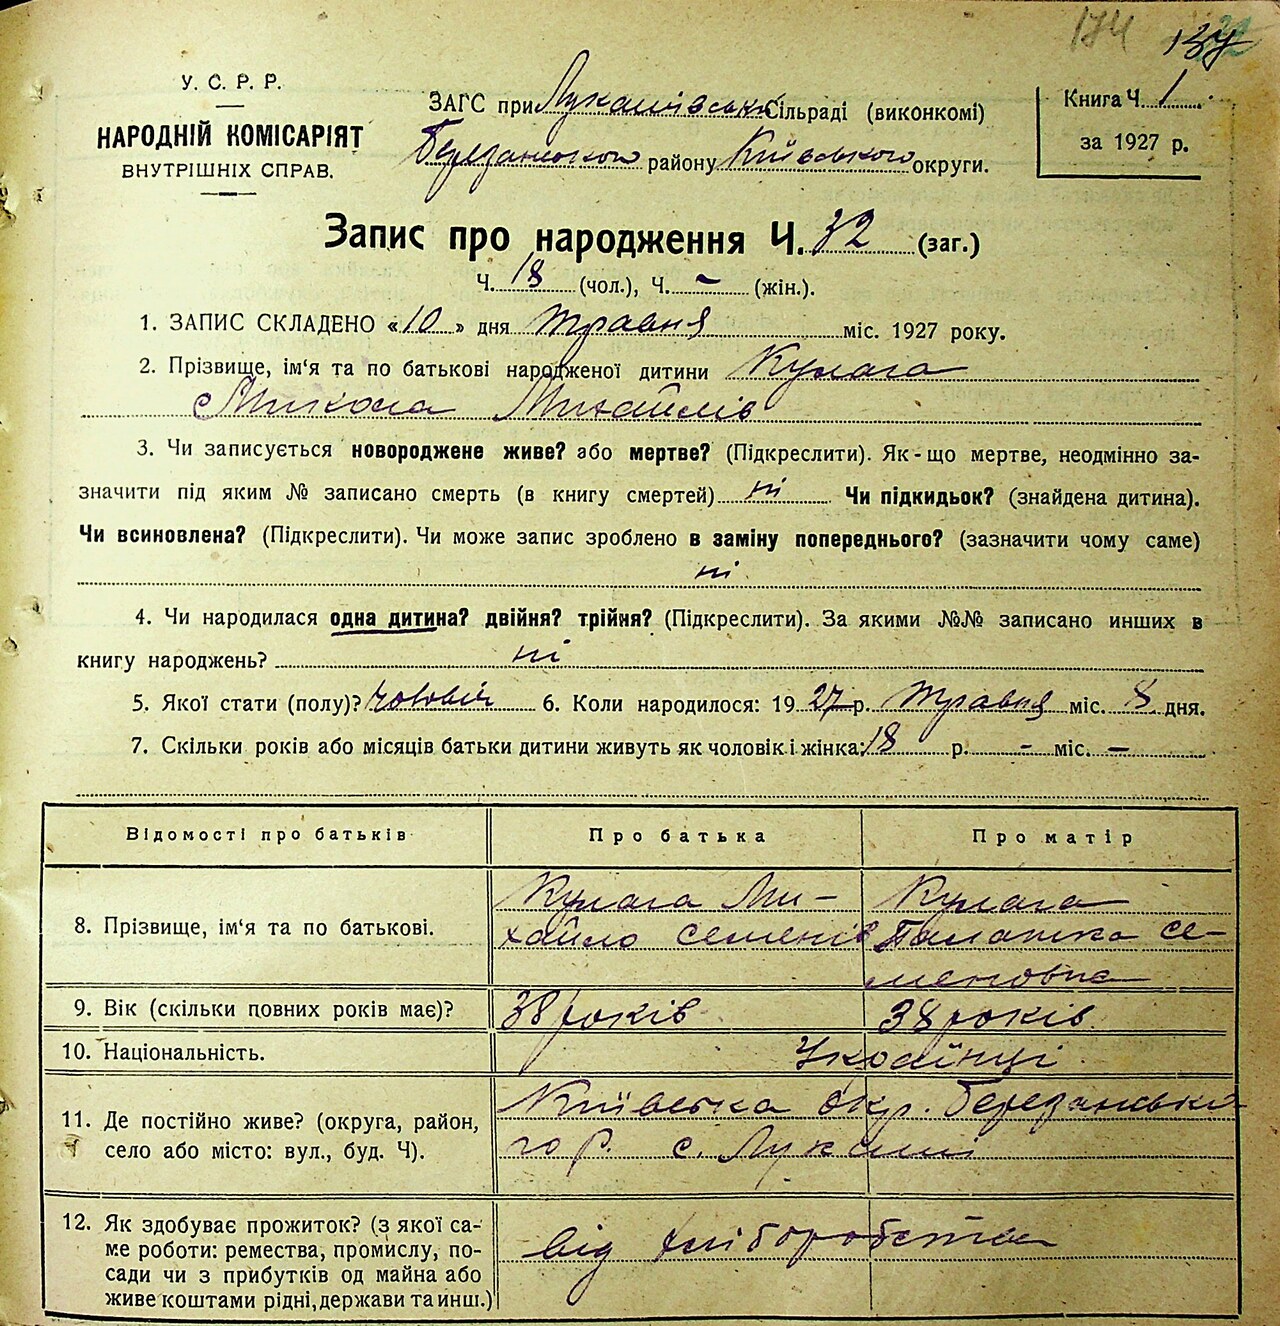 174
У. С. Р. Р.
НАРОДНІЙ КОМІСАРІЯТ
ВНУТРІШНІХ СПРАВ.
ЗАГС при Лукашівській Сільраді (виконкомі)
Березанського району Київського округи.
Книга Ч. 1
за 1927 р.
Запис про народження Ч. 32 (заг.)
Ч. 18 (чол.), Ч. - (жін.).
1. ЗАПИС СКЛАДЕНО «10» дня Травня міс. 1927 року.
2. Прізвище, ім'я та по батькові народженої дитини Кулага
Микола Михайлів
3. Чи записується новороджене живе? або мертве? (Підкреслити). Як-що мертве, неодмінно за-
значити під яким № записано смерть (в книгу смертей) ні Чи підкидьок? (знайдена дитина).
Чи всиновлена? (Підкреслити). Чи може запис зроблено в заміну попереднього? (зазначити чому саме)
ні
4. Чи народилася одна дитина? двійня? трійня? (Підкреслити). За якими №№ записано инших в
книгу народжень? ні
5. Якої стати (полу)? чоловіч 6. Коли народилося: 1927 р. Травня міс. 8 дня.
7. Скільки років або місяців батьки дитини живуть як чоловік і жінка: 18 р. - міс. -
Відомості про батьків Про батька Про матір
8. Прізвище, ім'я та по батькові.
Кулага Ми-
хайло Семенів
Кулага
Палажка Се-
меновна
9. Вік (скільки повних років має)? 38 років 38 років
10. Національність. Українці
11. Де постійно живе? (округа, район,
село або місто: вул., буд. Ч).
Київська окр. Березансько
го р. с. Лукаші
12. Як здобуває прожиток? (з якої са-
ме роботи: ремества, промислу, по-
сади чи з прибутків од майна або
живе коштами рідні, держави та инш.)
від хліборобства